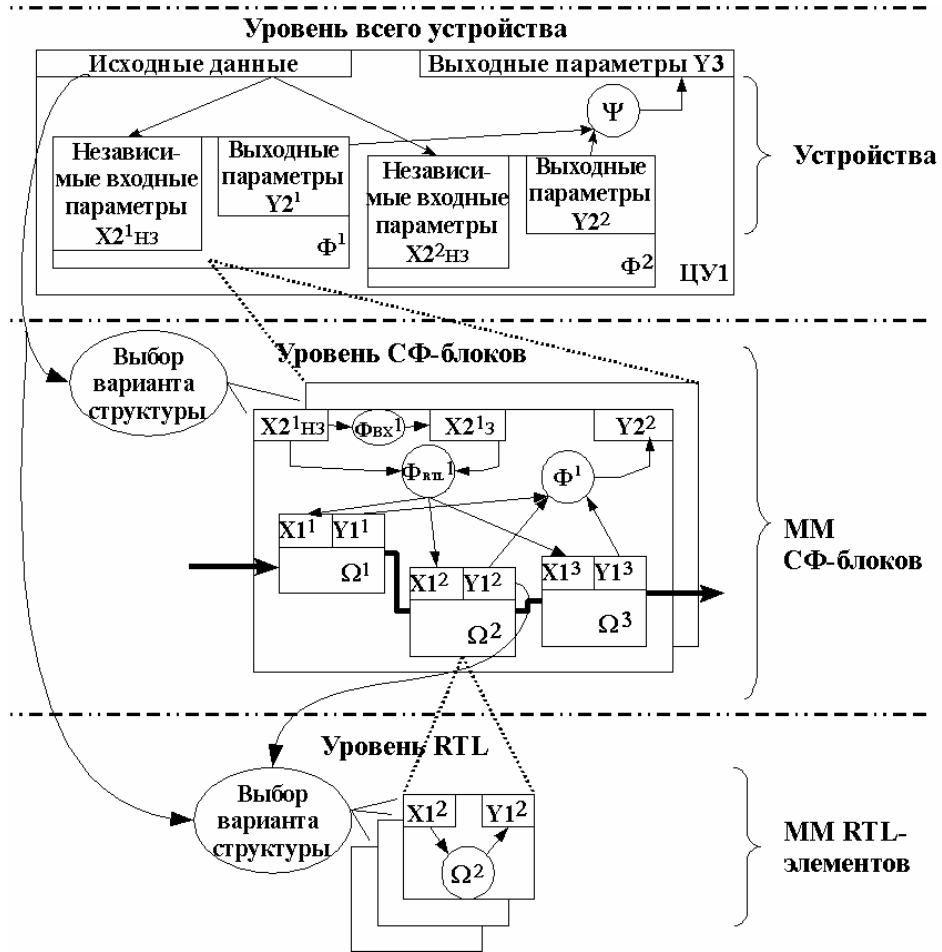 Уровень всего устройства
Исходные данные
Выходные параметры Y3
Ψ
Устройства
Независи-
мые входные
параметры
X2¹нз
Выходные
параметры
Y2¹
Φ¹
Независи-
мые входные
параметры
X2²нз
Выходные
параметры
Y2²
Φ²
ЦУ1
Уровень СФ-блоков
Выбор
варианта
структуры
X2¹нз
Φвх¹
X2¹з
Y2²
ΦRTL¹
Φ¹
X1¹
Y1¹
Ω¹
X1²
Y1²
Ω²
X1³
Y1³
Ω³
ММ
СФ-блоков
Уровень RTL
Выбор
варианта
структуры
X1²
Y1²
Ω²
ММ RTL-
элементов